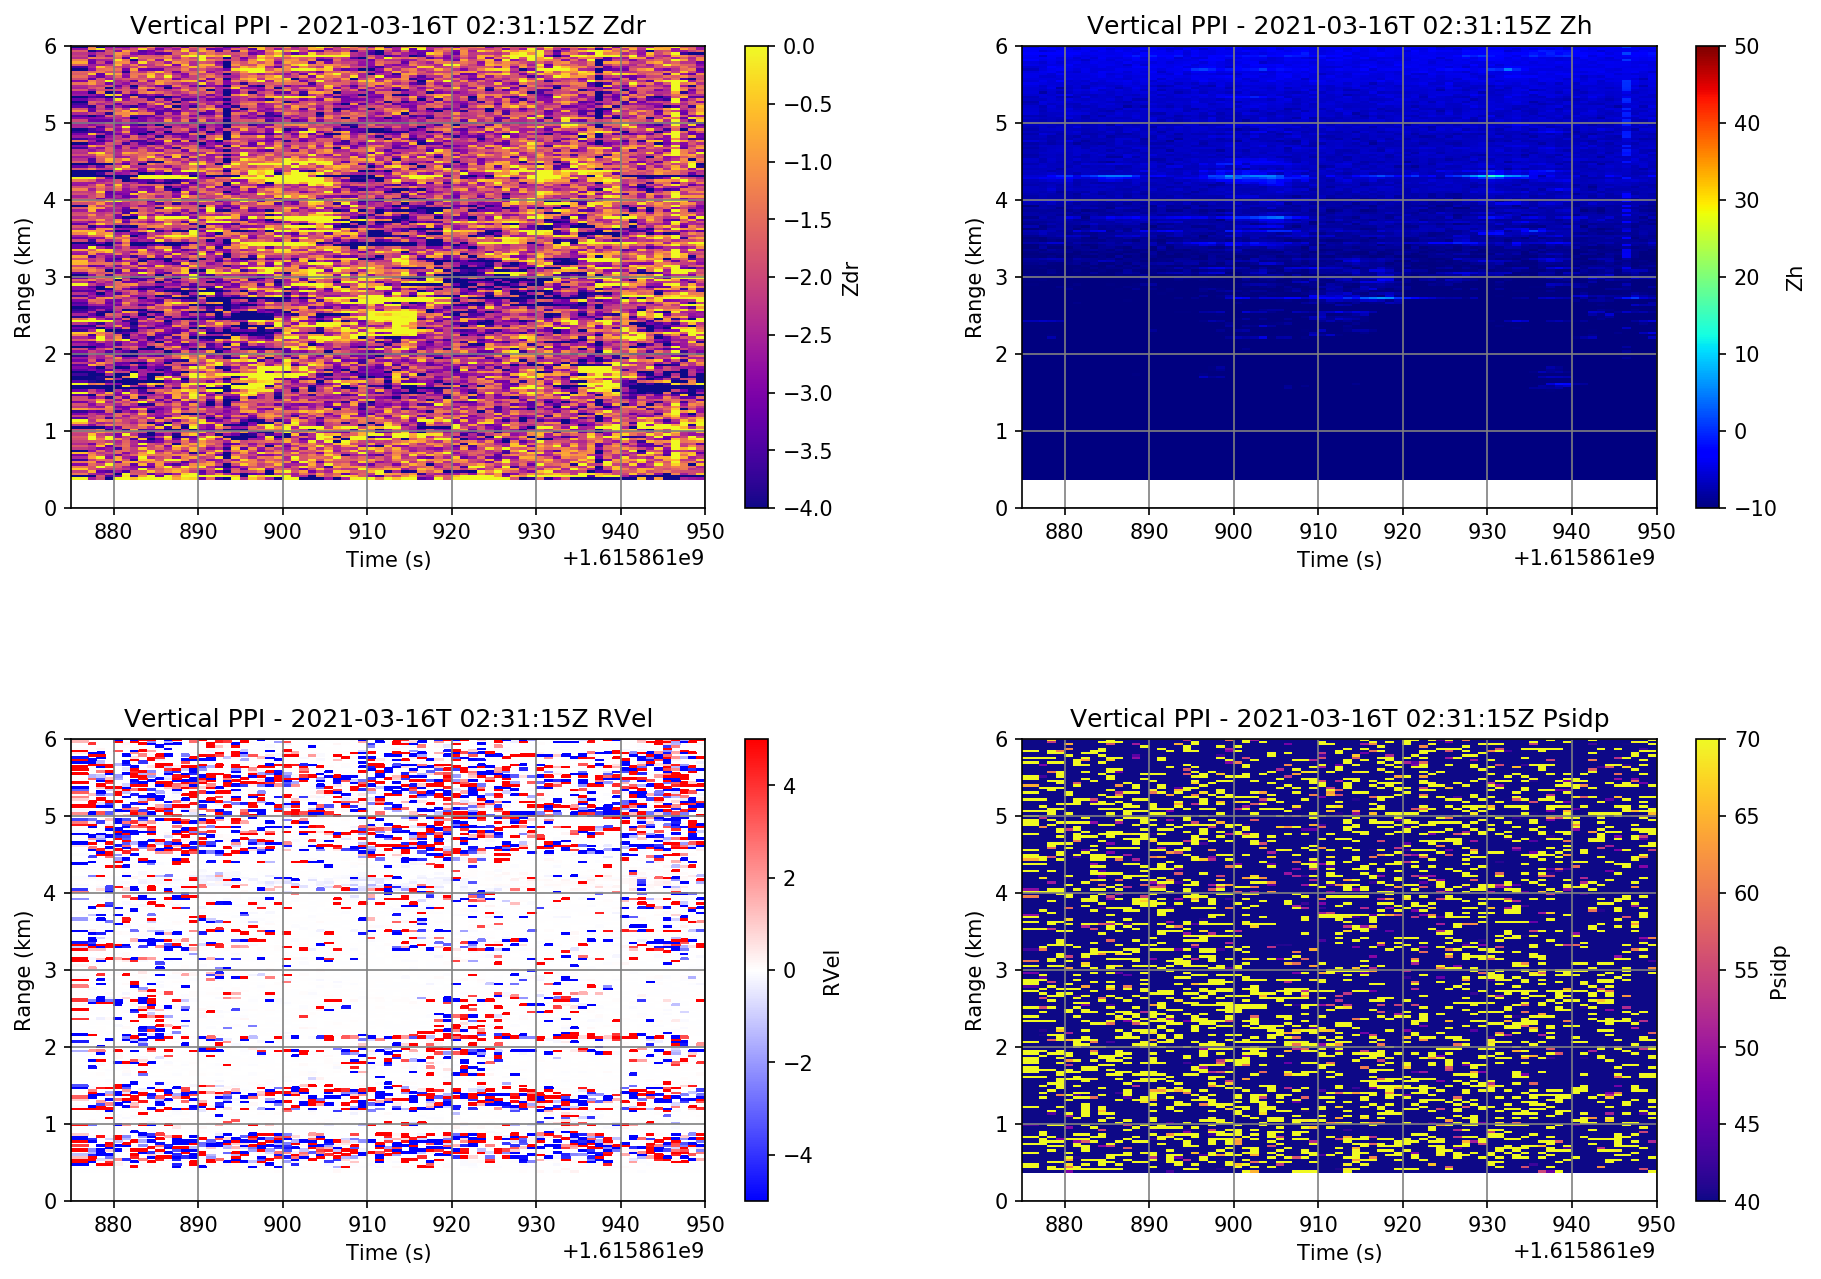 Vertical PPI - 2021-03-16T 02:31:15Z Zdr
6
5
4
3
2
1
0
Range (km)
880 890 900 910 920 930 940 950
Time (s)
+1.615861e9
0.0
−0.5
−1.0
−1.5
−2.0
−2.5
−3.0
−3.5
−4.0
Zdr
Vertical PPI - 2021-03-16T 02:31:15Z Zh
6
5
4
3
2
1
0
Range (km)
880 890 900 910 920 930 940 950
Time (s)
+1.615861e9
50
40
30
20
10
0
−10
Zh
Vertical PPI - 2021-03-16T 02:31:15Z RVel
6
5
4
3
2
1
0
Range (km)
880 890 900 910 920 930 940 950
Time (s)
+1.615861e9
4
2
0
−2
−4
RVel
Vertical PPI - 2021-03-16T 02:31:15Z Psidp
6
5
4
3
2
1
0
Range (km)
880 890 900 910 920 930 940 950
Time (s)
+1.615861e9
70
65
60
55
50
45
40
Psidp